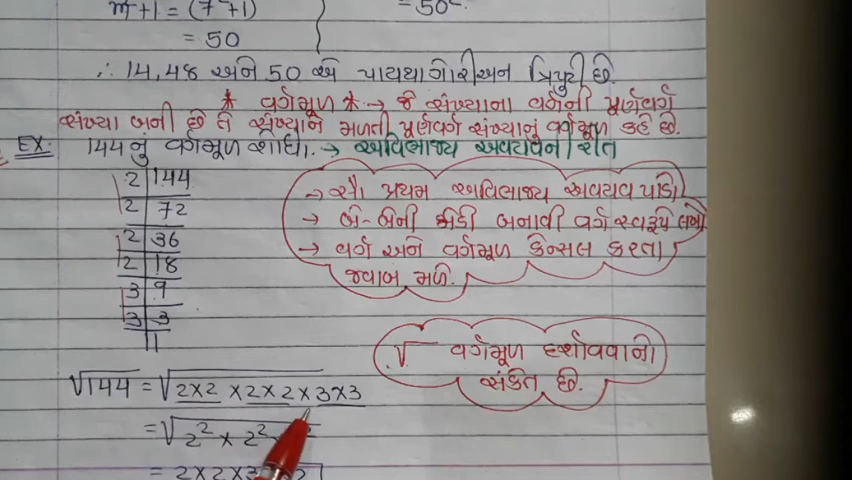 m²+1 = (7²+1)
= 50
= 50².
∴ 14,48 અને 50 એ પાયથાગોરીઅન ત્રિપુટી છે.
* વર્ગમૂળ * → જે સંખ્યાના વર્ગની પૂર્ણવર્ગ
સંખ્યા બની છે તે સંખ્યાને મળતી પૂર્ણવર્ગ સંખ્યાનું વર્ગમૂળ કહે છે.
EX: 144 નું વર્ગમૂળ શોધો. → અવિભાજ્ય અવયવની રીત
2 | 144
2 | 72
2 | 36
2 | 18
3 | 9
3 | 3
1
→ સૌ પ્રથમ અવિભાજ્ય અવયવ પાડો
→ બે-બેની જોડી બનાવી વર્ગ સ્વરૂપે લખો
→ વર્ગ અને વર્ગમૂળ કેન્સલ કરતા
જવાબ મળે.
√ વર્ગમૂળ દર્શાવવાનો
સંકેત છે.
√144 = √2×2×2×2×3×3
= √2²×2²
= 2×2×3